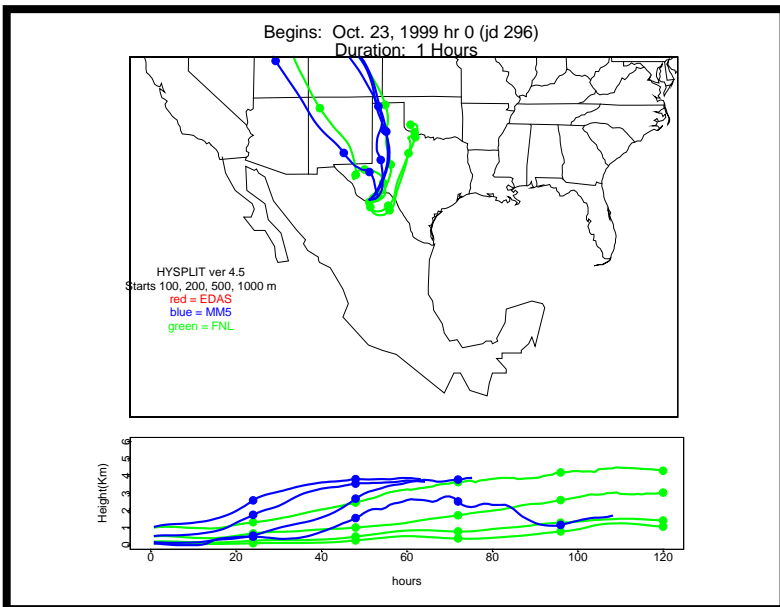 Begins:  Oct. 23, 1999 hr 0 (jd 296)
Duration:  1 Hours
HYSPLIT ver 4.5
Starts 100, 200, 500, 1000 m
red = EDAS
blue = MM5
green = FNL
Height(Km)
6
5
4
3
2
1
0
0 20 40 60 80 100 120
hours